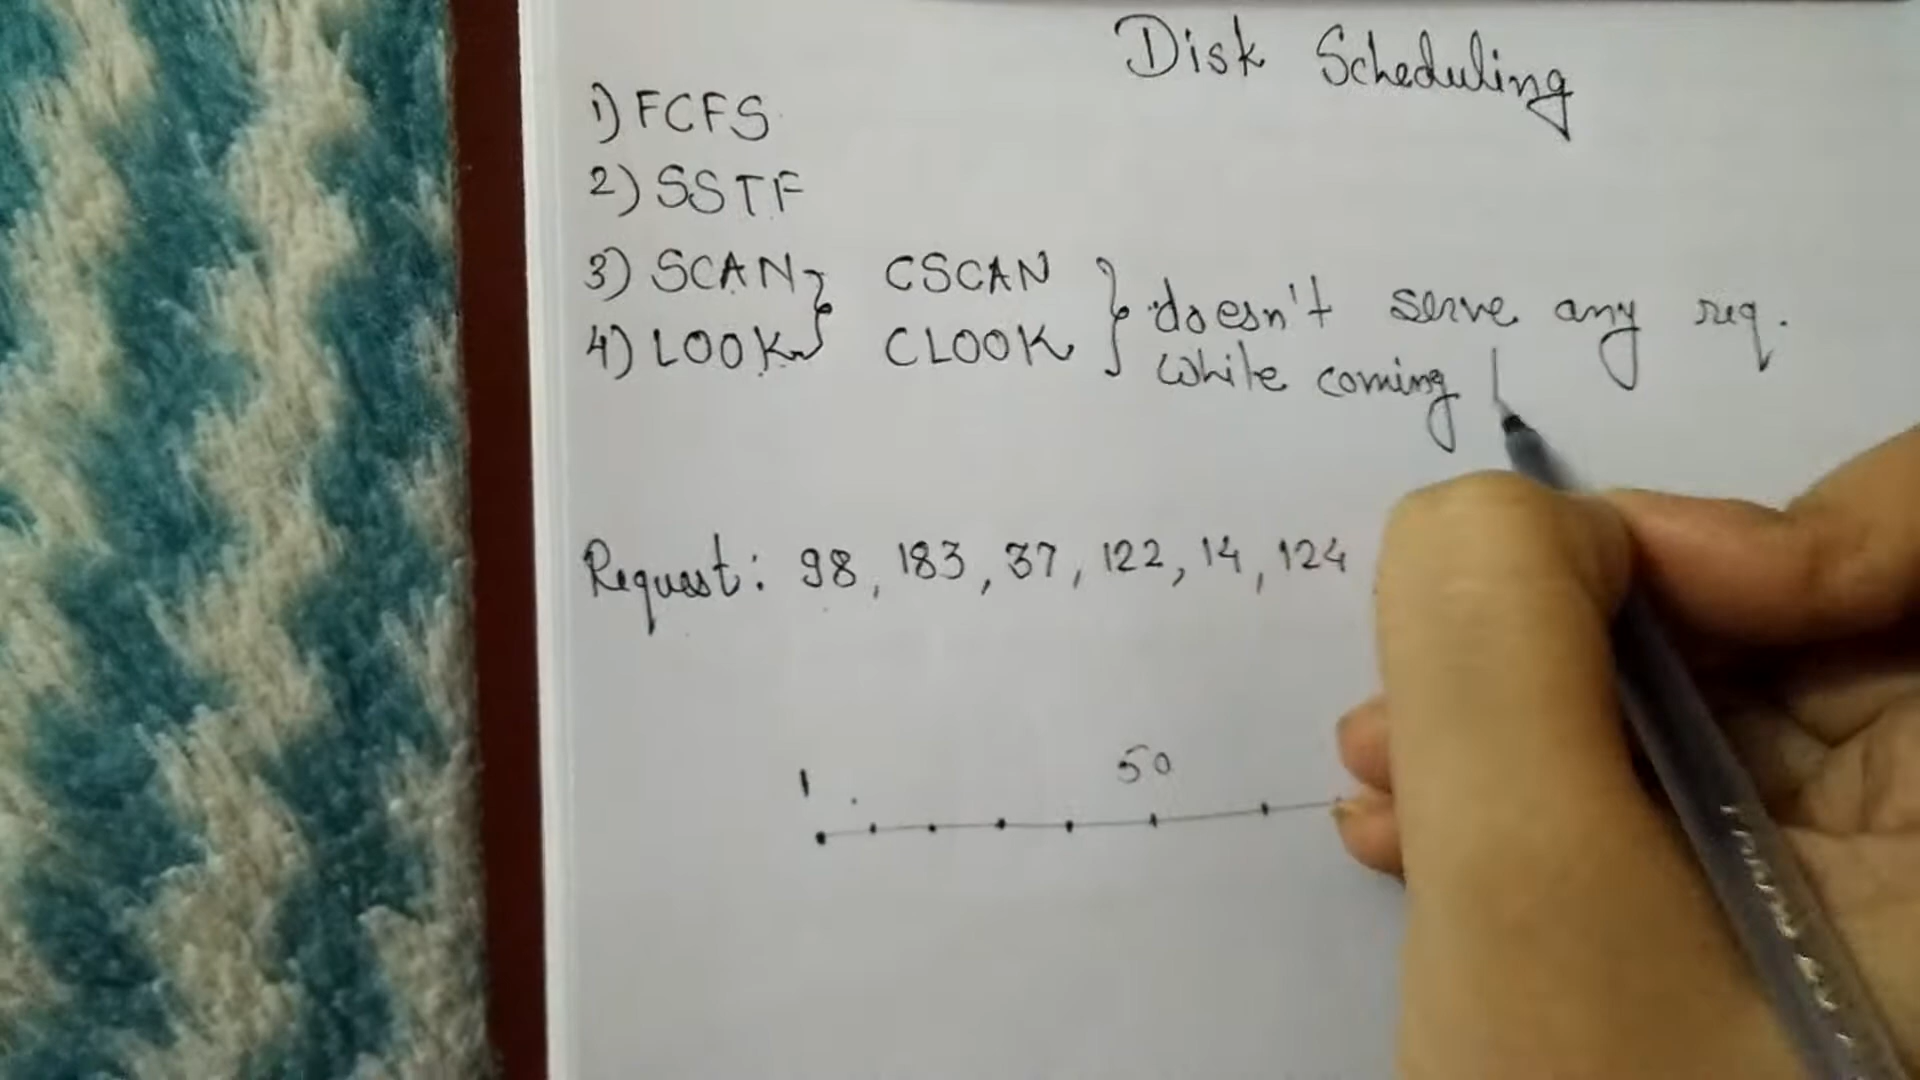 Disk Scheduling
1) FCFS
2) SSTF
3) SCAN } CSCAN } doesn't serve any req.
4) LOOK } CLOOK } while coming
Request: 98, 183, 37, 122, 14, 124
1 50